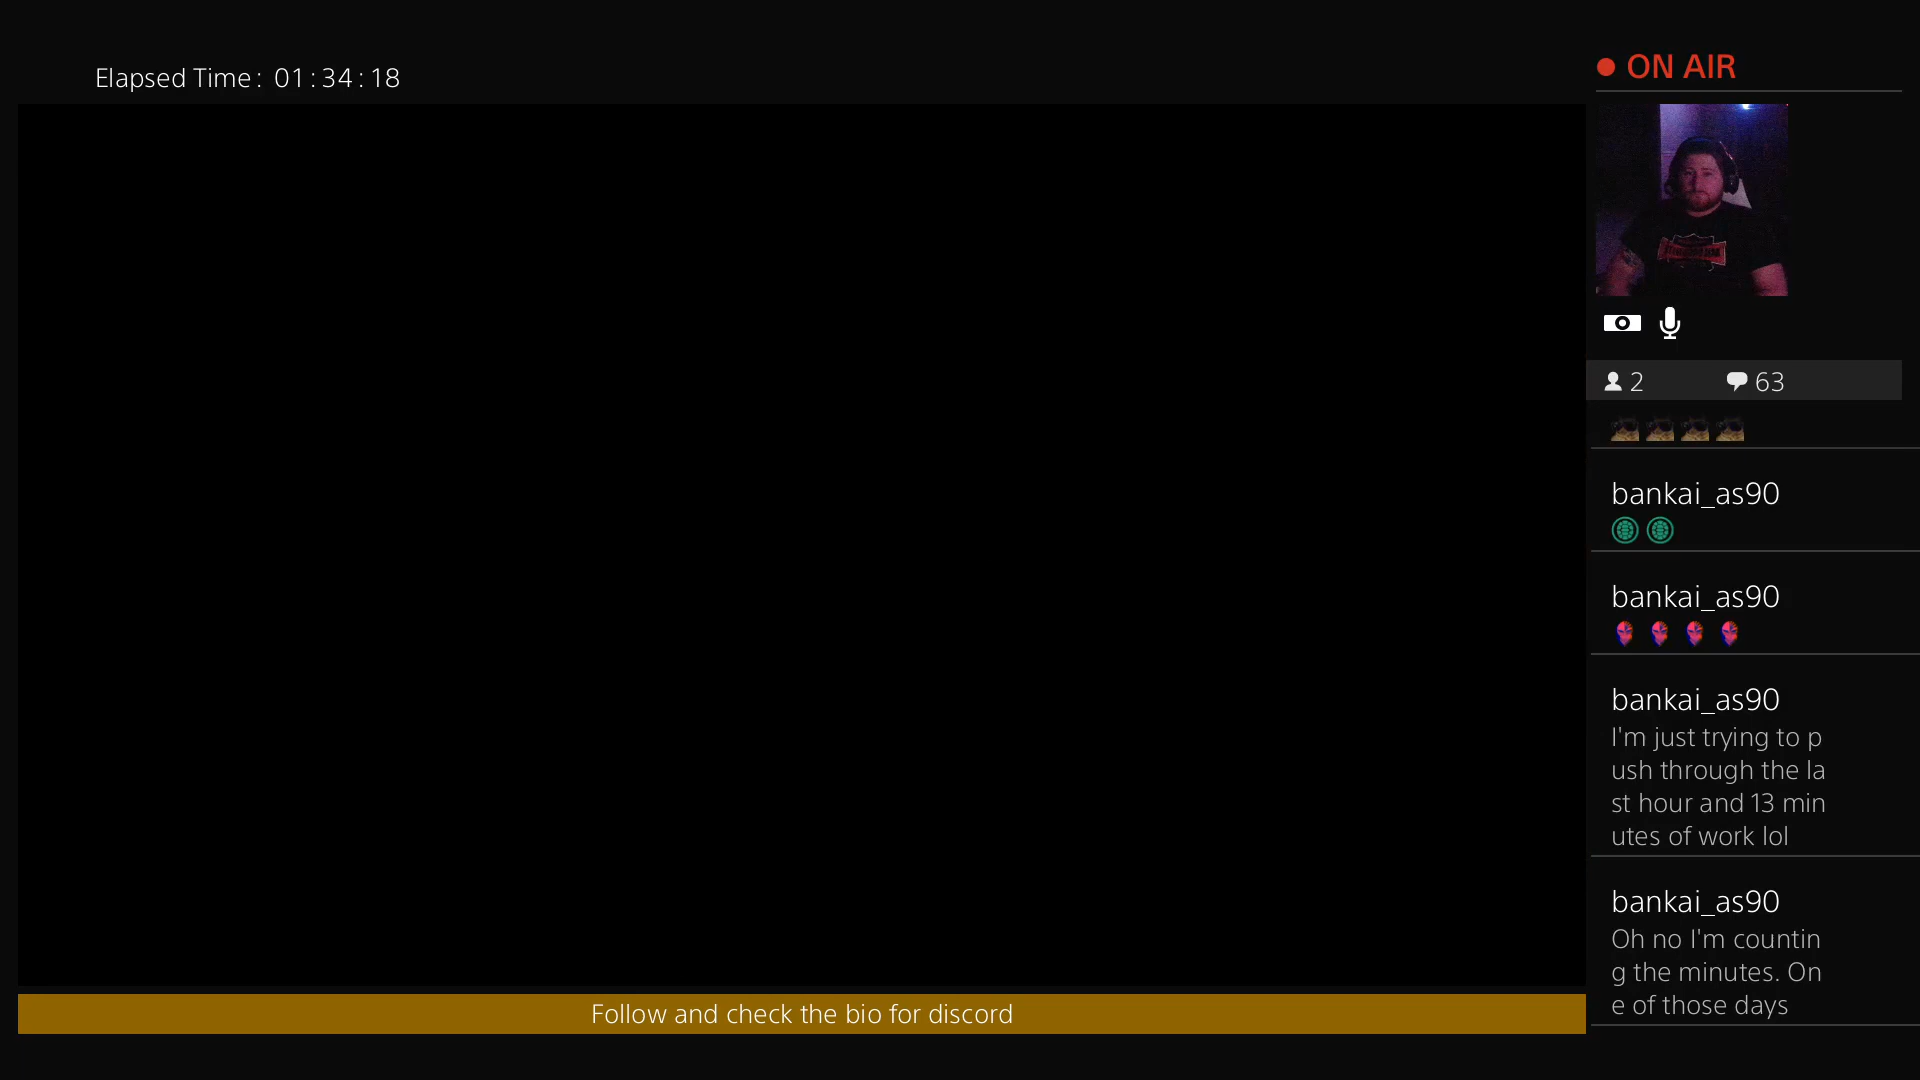 Elapsed Time: 01:34:18
ON AIR
2 63
bankai_as90
bankai_as90
bankai_as90
I'm just trying to p
ush through the la
st hour and 13 min
utes of work lol
bankai_as90
Oh no I'm countin
g the minutes. On
e of those days
Follow and check the bio for discord